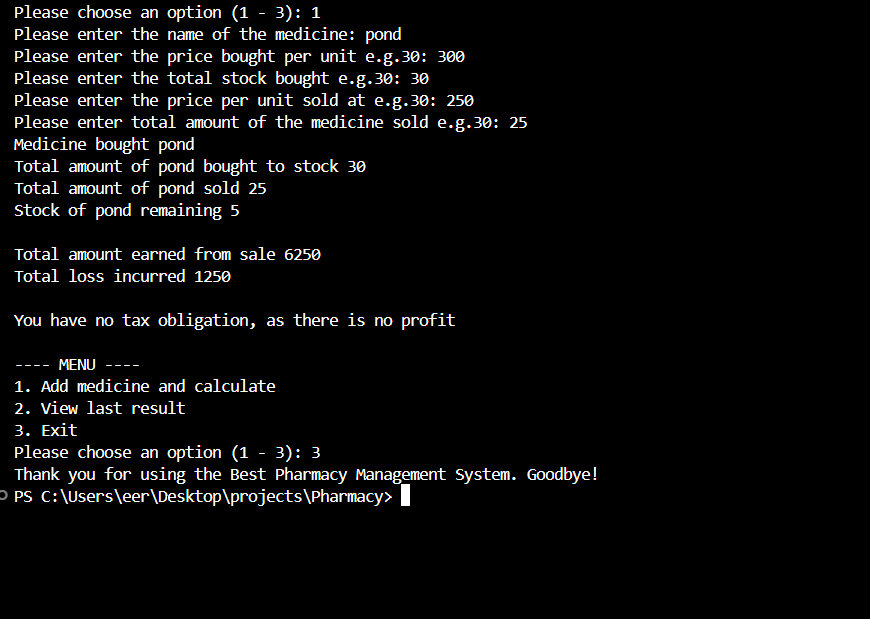 Please choose an option (1 - 3): 1
Please enter the name of the medicine: pond
Please enter the price bought per unit e.g.30: 300
Please enter the total stock bought e.g.30: 30
Please enter the price per unit sold at e.g.30: 250
Please enter total amount of the medicine sold e.g.30: 25
Medicine bought pond
Total amount of pond bought to stock 30
Total amount of pond sold 25
Stock of pond remaining 5

Total amount earned from sale 6250
Total loss incurred 1250

You have no tax obligation, as there is no profit

---- MENU ----
1. Add medicine and calculate
2. View last result
3. Exit
Please choose an option (1 - 3): 3
Thank you for using the Best Pharmacy Management System. Goodbye!
PS C:\Users\eer\Desktop\projects\Pharmacy>